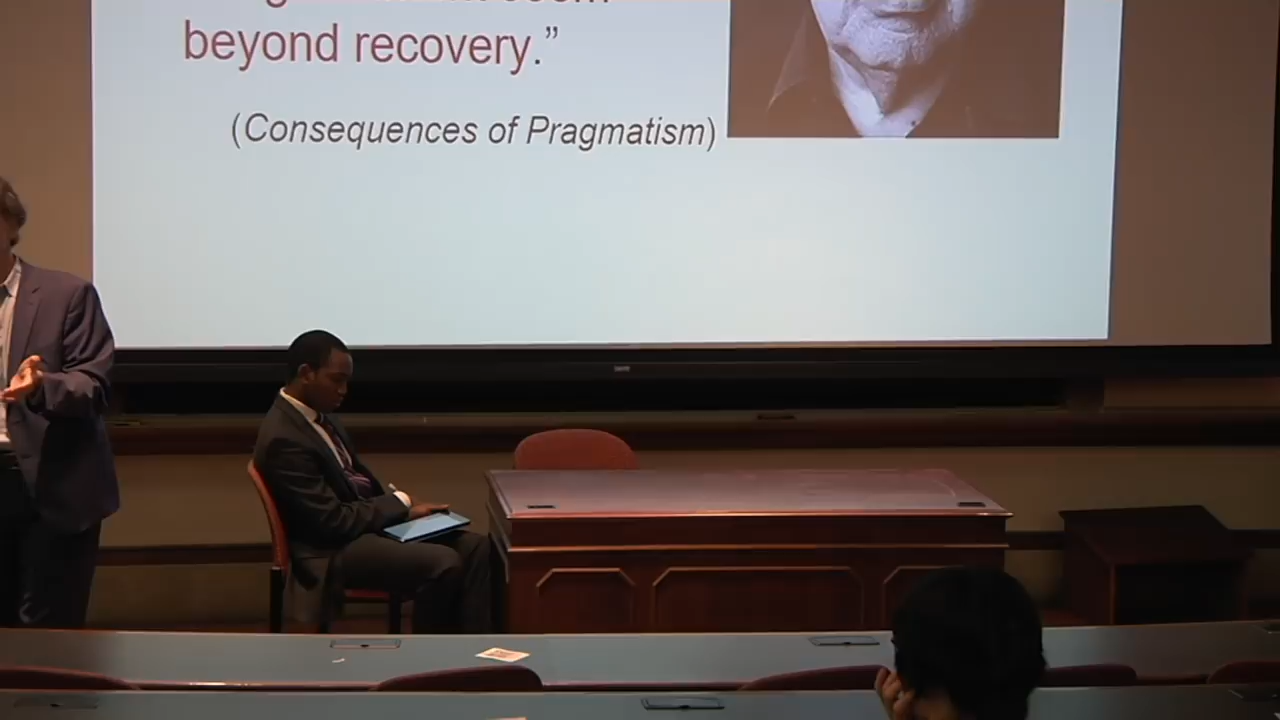 beyond recovery.”
(Consequences of Pragmatism)